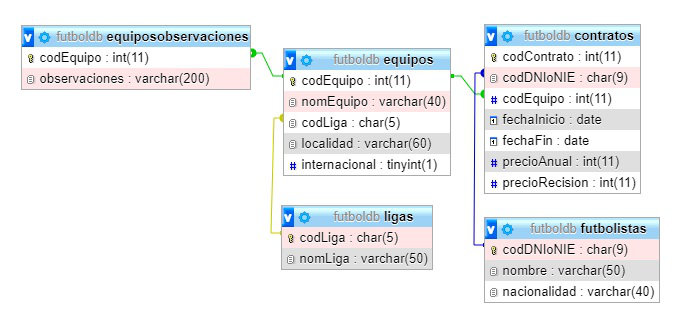 v futboldb equiposobservaciones
codEquipo : int(11)
observaciones : varchar(200)
v futboldb equipos
codEquipo : int(11)
nomEquipo : varchar(40)
codLiga : char(5)
localidad : varchar(60)
# internacional : tinyint(1)
v futboldb ligas
codLiga : char(5)
nomLiga : varchar(50)
v futboldb contratos
codContrato : int(11)
codDNIoNIE : char(9)
# codEquipo : int(11)
fechaInicio : date
fechaFin : date
# precioAnual : int(11)
# precioRecision : int(11)
v futboldb futbolistas
codDNIoNIE : char(9)
nombre : varchar(50)
nacionalidad : varchar(40)